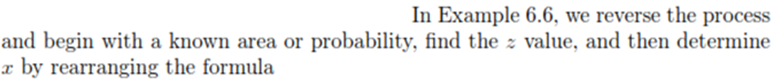 In Example 6.6, we reverse the process
and begin with a known area or probability, find the z value, and then determine
x by rearranging the formula